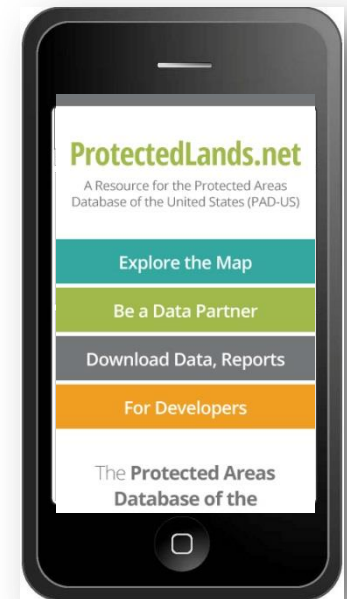 ProtectedLands.net
A Resource for the Protected Areas
Database of the United States (PAD-US)
Explore the Map
Be a Data Partner
Download Data, Reports
For Developers
The Protected Areas
Database of the